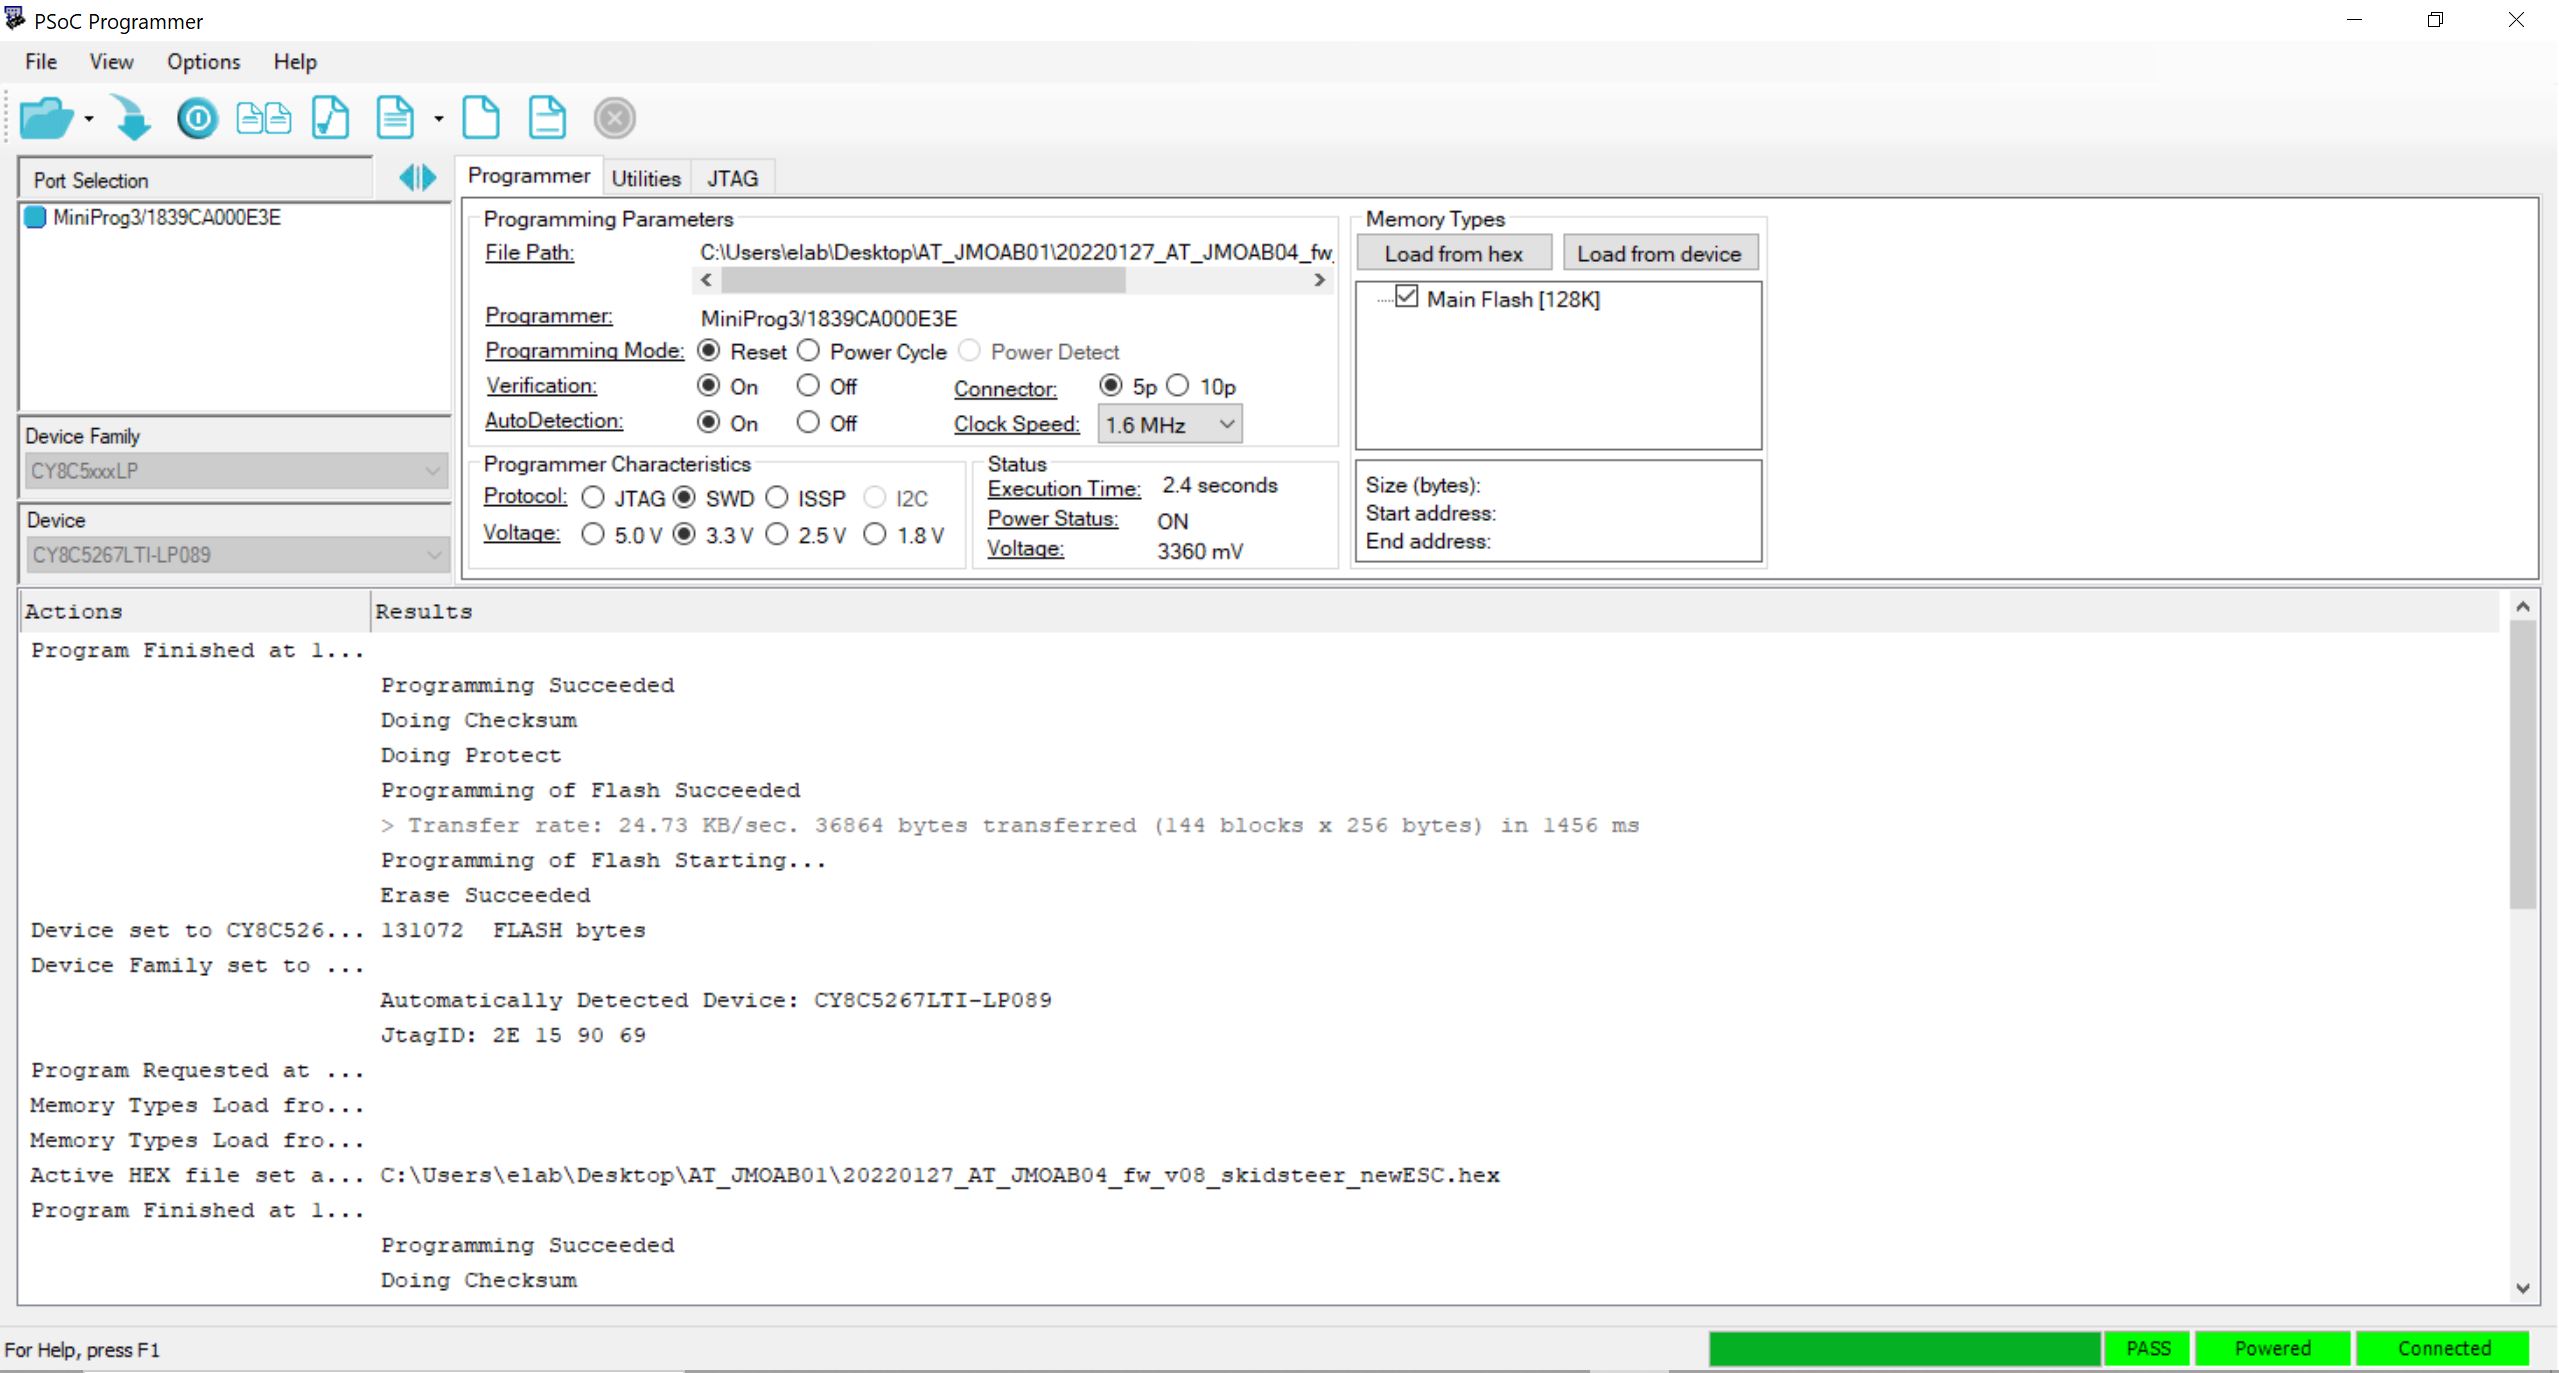 PSoC Programmer
File View Options Help
Port Selection
MiniProg3/1839CA000E3E
Device Family
CY8C5xxxLP
Device
CY8C5267LTI-LP089
Programmer Utilities JTAG
Programming Parameters
File Path: C:\Users\elab\Desktop\AT_JMOAB01\20220127_AT_JMOAB04_fw_
Programmer: MiniProg3/1839CA000E3E
Programming Mode: Reset Power Cycle Power Detect
Verification: On Off Connector: 5p 10p
AutoDetection: On Off Clock Speed: 1.6 MHz
Programmer Characteristics
Protocol: JTAG SWD ISSP I2C
Voltage: 5.0 V 3.3 V 2.5 V 1.8 V
Status
Execution Time: 2.4 seconds
Power Status: ON
Voltage: 3360 mV
Memory Types
Load from hex Load from device
Main Flash [128K]
Size (bytes):
Start address:
End address:
Actions Results
Program Finished at 1...
Programming Succeeded
Doing Checksum
Doing Protect
Programming of Flash Succeeded
> Transfer rate: 24.73 KB/sec. 36864 bytes transferred (144 blocks x 256 bytes) in 1456 ms
Programming of Flash Starting...
Erase Succeeded
Device set to CY8C526... 131072 FLASH bytes
Device Family set to ...
Automatically Detected Device: CY8C5267LTI-LP089
JtagID: 2E 15 90 69
Program Requested at ...
Memory Types Load fro...
Memory Types Load fro...
Active HEX file set a... C:\Users\elab\Desktop\AT_JMOAB01\20220127_AT_JMOAB04_fw_v08_skidsteer_newESC.hex
Program Finished at 1...
Programming Succeeded
Doing Checksum
For Help, press F1
PASS Powered Connected